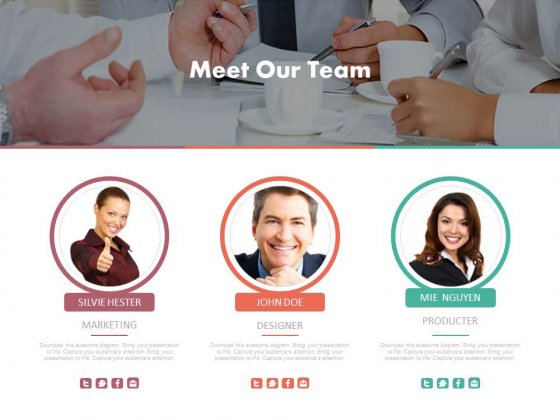 Meet Our Team
SILVIE HESTER
MARKETING
Download this awesome diagram. Bring your presentation
to life. Capture your audience's attention. Bring your
presentation to life. Capture your audience's
attention.
JOHN DOE
DESIGNER
Download this awesome diagram. Bring your presentation
to life. Capture your audience's attention. Bring your
presentation to life. Capture your audience's
attention.
MIE NGUYEN
PRODUCTER
Download this awesome diagram. Bring your presentation
to life. Capture your audience's attention. Bring your
presentation to life. Capture your audience's
attention.